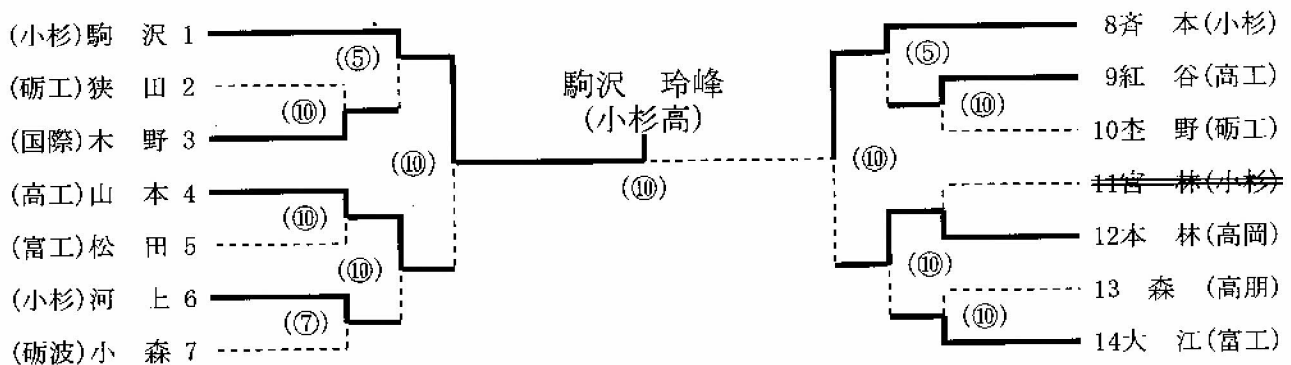 (小杉)駒 沢 1
(砺工)狭 田 2
(国際)木 野 3
(高工)山 本 4
(富工)松 田 5
(小杉)河 上 6
(砺波)小 森 7
(⑤)
(⑩)
(⑩)
(⑩)
(⑩)
(⑦)
駒沢 玲峰
(小杉高)
(⑩)
8斉 本(小杉)
9紅 谷(高工)
10杢 野(砺工)
11宮 林(小杉)
12本 林(高岡)
13 森 (高朋)
14大 江(富工)
(⑤)
(⑩)
(⑩)
(⑩)
(⑩)